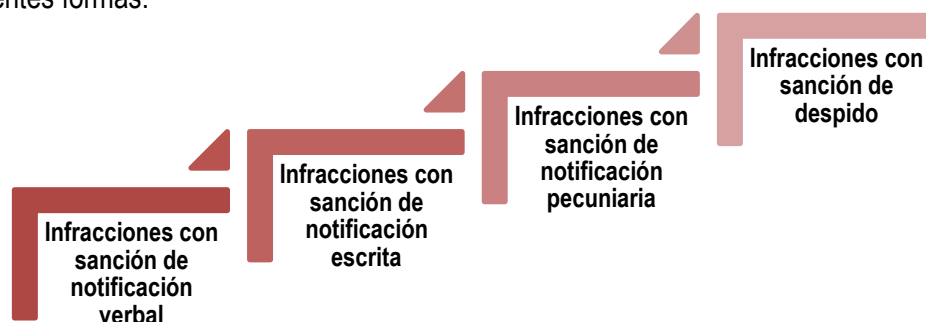 entes formas:
Infracciones con
sanción de
notificación
verbal
Infracciones con
sanción de
notificación
escrita
Infracciones con
sanción de
notificación
pecuniaria
Infracciones con
sanción de
despido